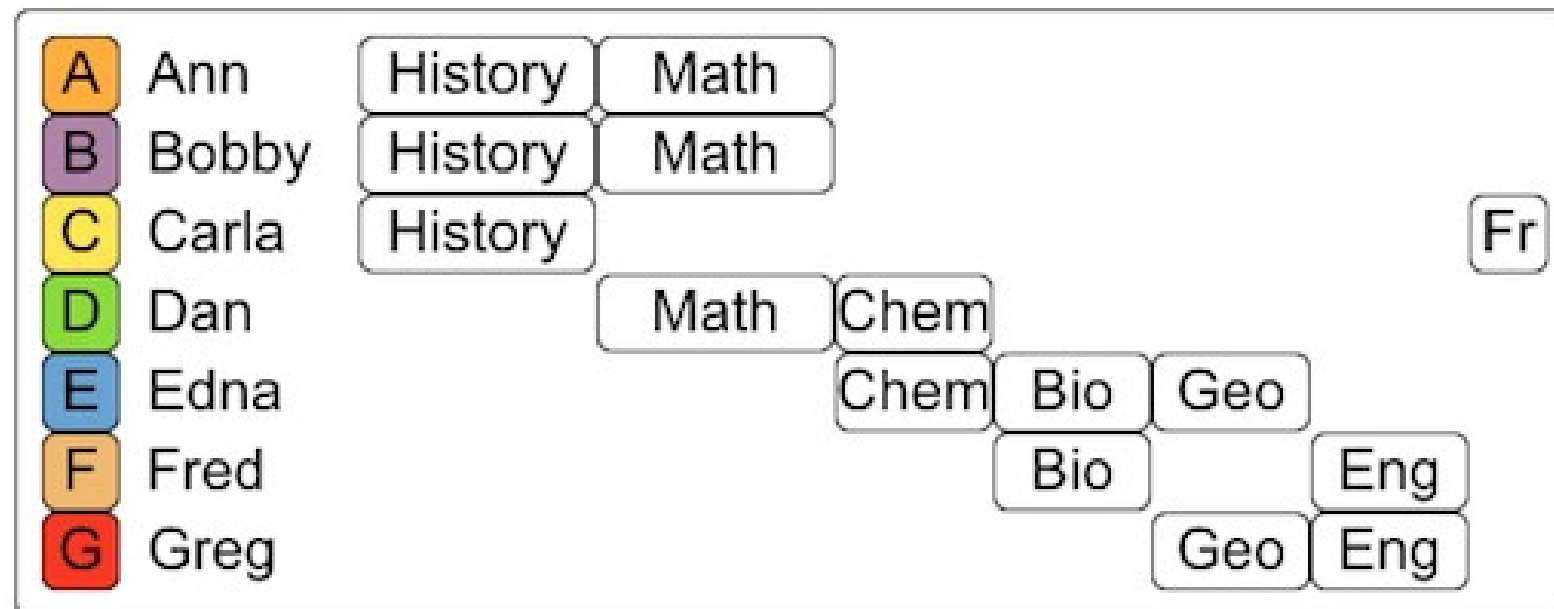 A Ann History Math
B Bobby History Math
C Carla History Fr
D Dan Math Chem
E Edna Chem Bio Geo
F Fred Bio Eng
G Greg Geo Eng